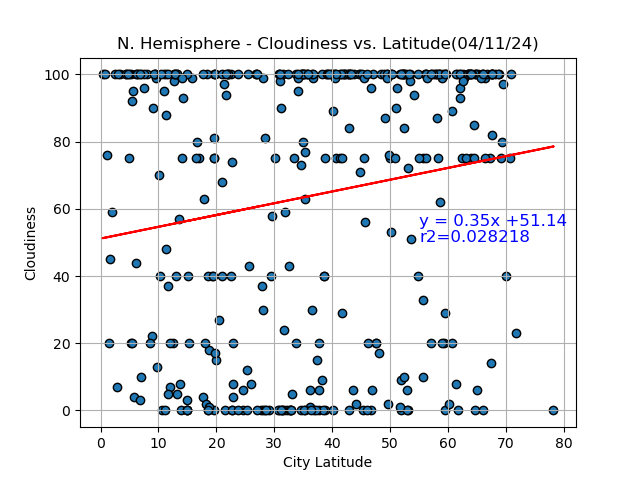 N. Hemisphere - Cloudiness vs. Latitude(04/11/24)
100
80
60
40
20
0
Cloudiness
y = 0.35x +51.14
r2=0.028218
0 10 20 30 40 50 60 70 80
City Latitude